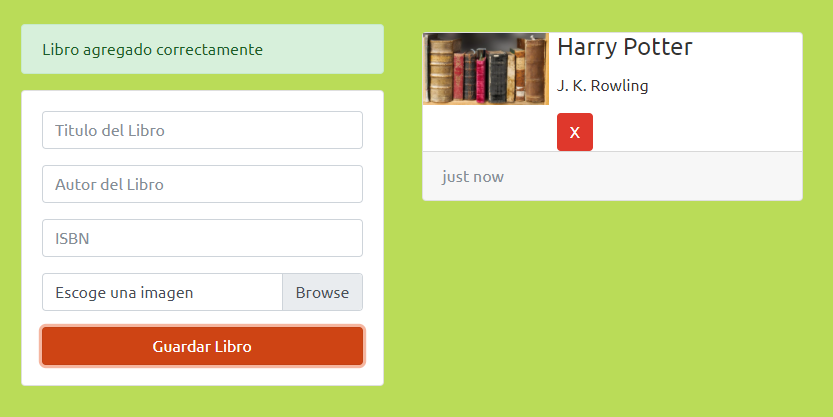 Libro agregado correctamente
Titulo del Libro
Autor del Libro
ISBN
Escoge una imagen Browse
Guardar Libro
Harry Potter
J. K. Rowling
X
just now